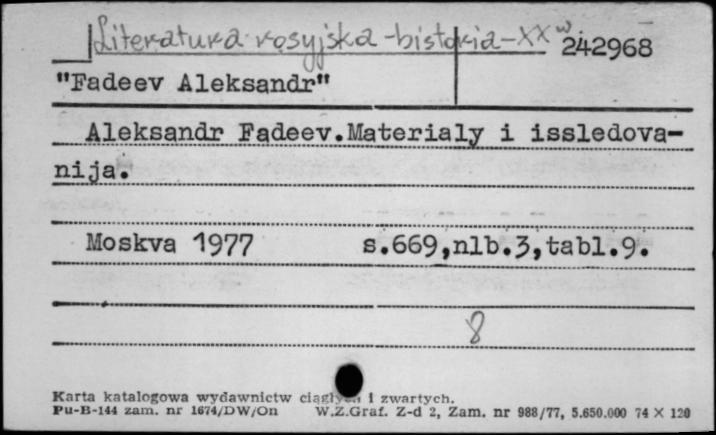 Literatura rosyjska - historia - XX w. 242968
"Fadeev Aleksandr"
Aleksandr Fadeev. Materialy i issledova-
nija.
Moskva 1977 s.669,nlb.3,tabl.9.
8
Karta katalogowa wydawnictw ciągłych i zwartych.
Pu-B-144 zam. nr 1674/DW/On W.Z.Graf. Z-d 2, Zam. nr 988/77, 5.650.000 74 X 120